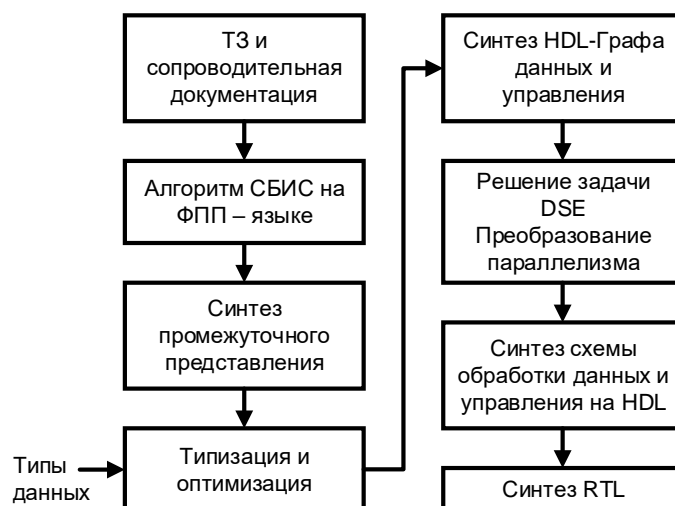 ТЗ и
сопроводительная
документация
Алгоритм СБИС на
ФПП – языке
Синтез
промежуточного
представления
Типы
данных
Типизация и
оптимизация
Синтез HDL-Графа
данных и
управления
Решение задачи
DSE
Преобразование
параллелизма
Синтез схемы
обработки данных и
управления на HDL
Синтез RTL